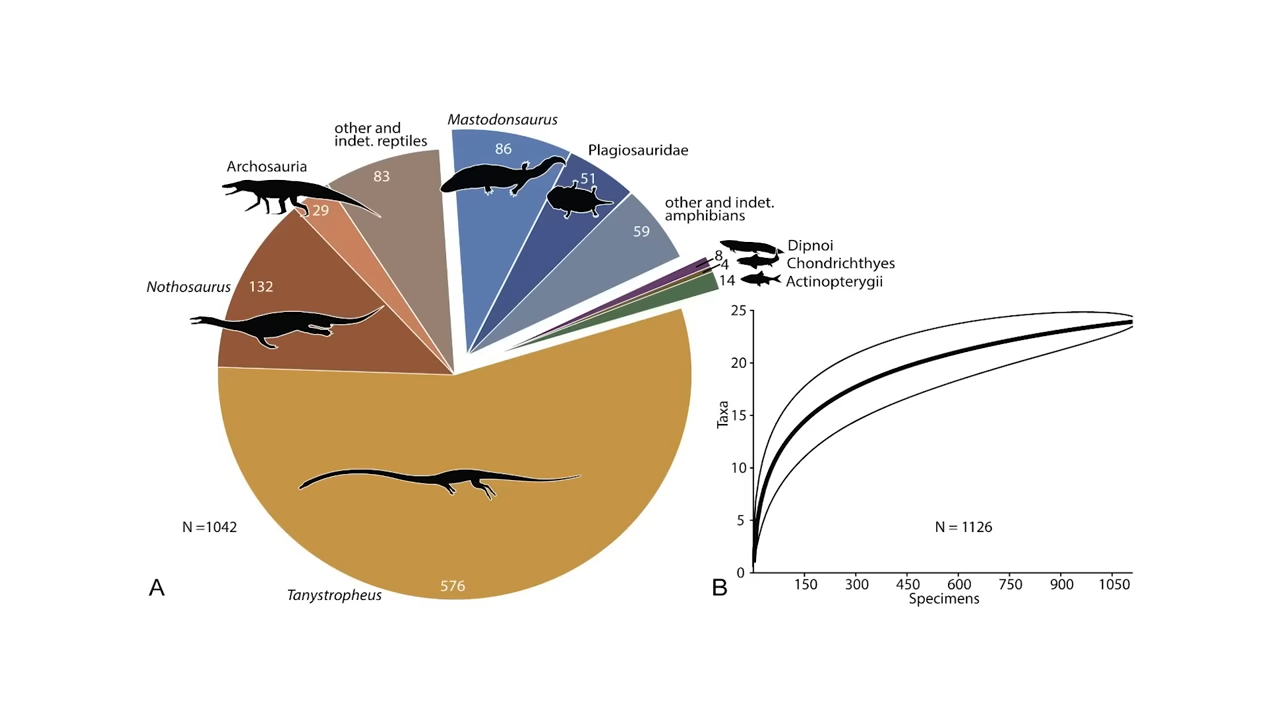 Mastodonsaurus
86
Plagiosauridae
51
other and indet.
amphibians
59
other and
indet. reptiles
83
Archosauria
29
Nothosaurus
132
8
Dipnoi
4
Chondrichthyes
14
Actinopterygii
576
Tanystropheus
N =1042
A
25
20
15
10
5
0
Taxa
N = 1126
150 300 450 600 750 900 1050
Specimens
B